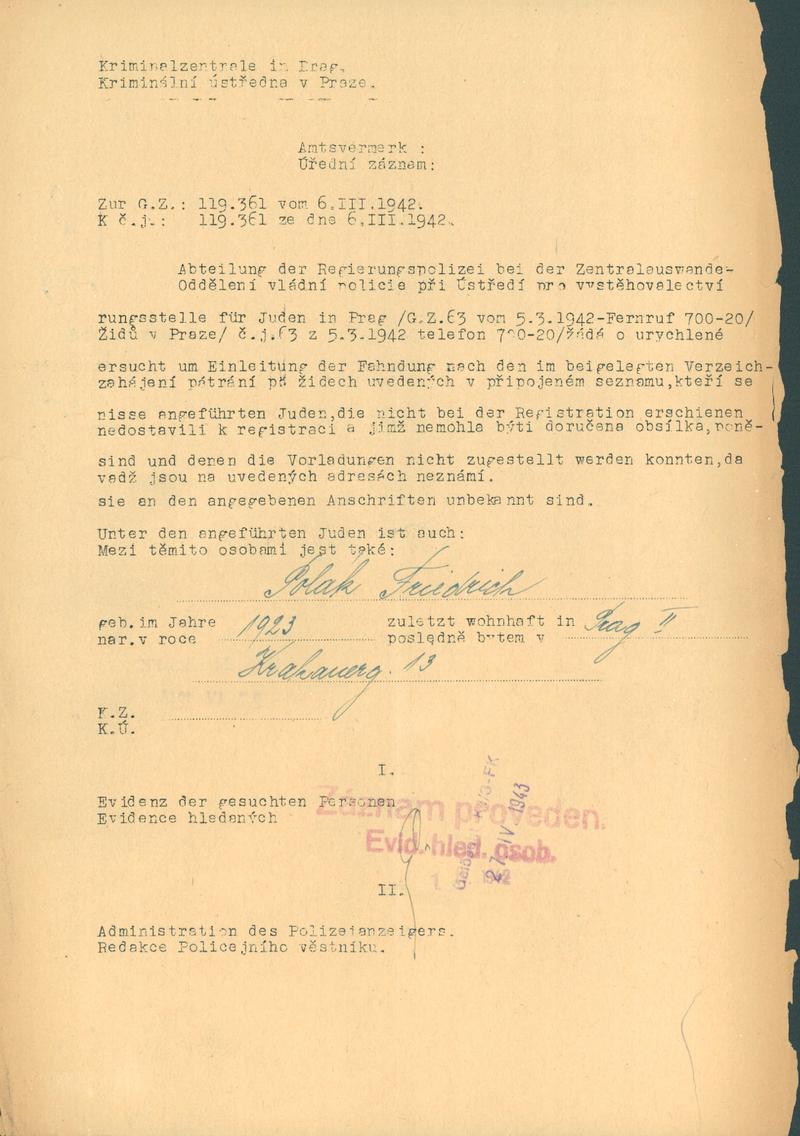 Kriminalzentrale in Prag.
Kriminální ústředna v Praze.
Amtsvermerk :
Úřední záznam:
Zur G.Z.: 119.361 vom 6.III.1942.
K č.j.: 119.361 ze dne 6.III.1942.
Abteilung der Regierungspolizei bei der Zentralauswande-
Oddělení vládní policie při Ústředí pro vystěhovalectví
rungsstelle für Juden in Prag /G.Z.63 vom 5.3.1942-Fernruf 700-20/
Židů v Praze/ č.j.63 z 5.3.1942 telefon 700-20/žádá o urychlené
ersucht um Einleitung der Fahndung nach den im beigelegten Verzeich-
zahájení pátrání po židech uvedených v připojeném seznamu,kteří se
nisse angeführten Juden,die nicht bei der Registration erschienen
nedostavili k registraci a jimž nemohla býti doručena obsílka,poně-
sind und denen die Vorladungen nicht zugestellt werden konnten,da
vadž jsou na uvedených adresách neznámí.
sie an den angegebenen Anschriften unbekannt sind.
Unter den angeführten Juden ist auch:
Mezi těmito osobami jest také:
Polak Friedrich
geb.im Jahre 1923 zuletzt wohnhaft in Prag II
nar.v roce posledně bytem v
Krakauerg. 13
K.Z.
K.Ú.
I.
Evidenz der gesuchten Personen
Evidence hledaných
Záznam proveden.
Evid. hled. osob.
27. IV. 1943
II.
Administration des Polizeianzeigers.
Redakce Policejního věstníku.